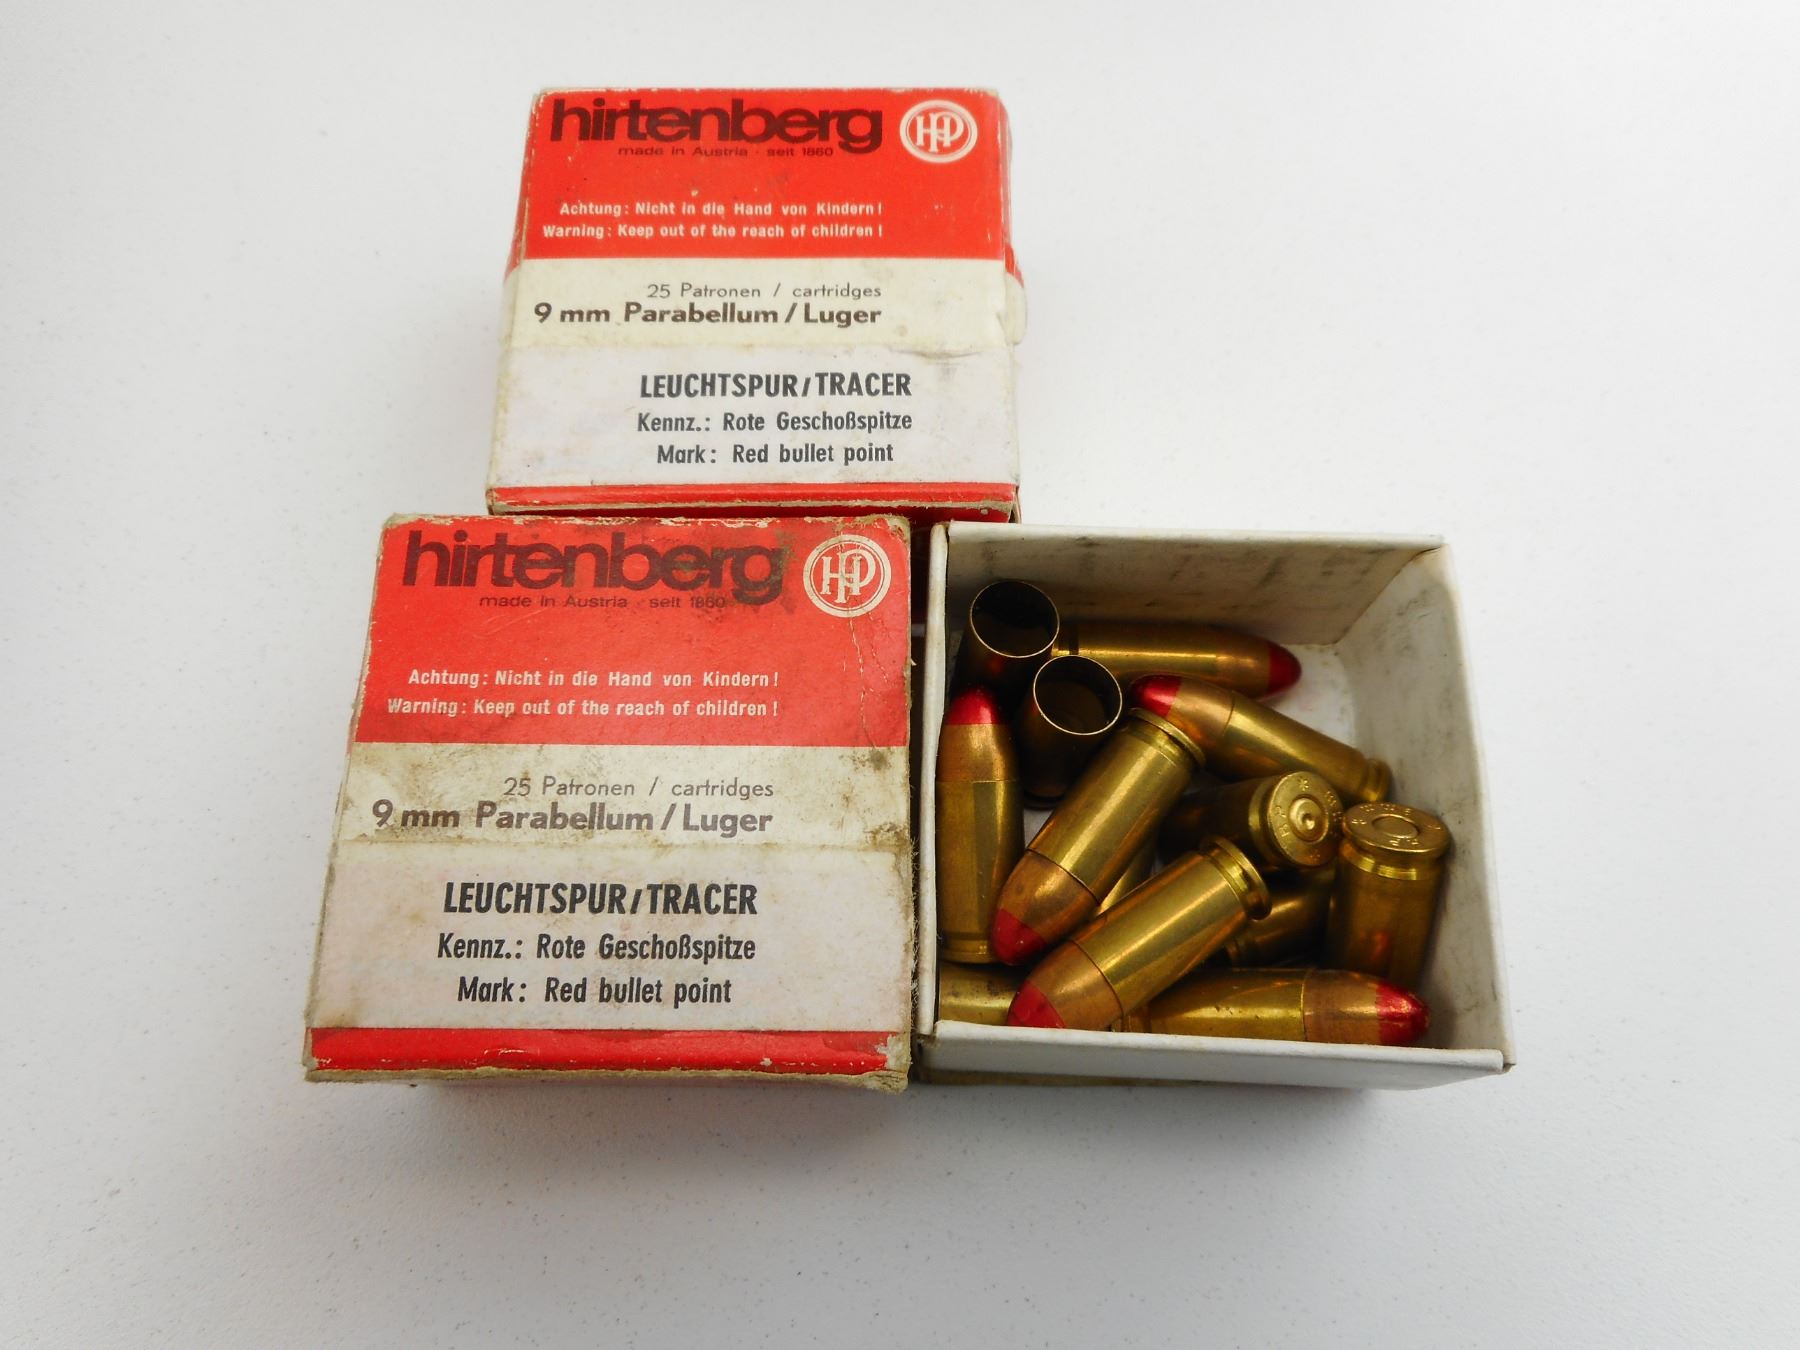 hirtenberg HP
made in Austria · seit 1860
Achtung: Nicht in die Hand von Kindern!
Warning: Keep out of the reach of children!
25 Patronen / cartridges
9 mm Parabellum / Luger
LEUCHTSPUR/TRACER
Kennz.: Rote Geschoßspitze
Mark: Red bullet point
hirtenberg HP
made in Austria · seit 1860
Achtung: Nicht in die Hand von Kindern!
Warning: Keep out of the reach of children!
25 Patronen / cartridges
9 mm Parabellum / Luger
LEUCHTSPUR/TRACER
Kennz.: Rote Geschoßspitze
Mark: Red bullet point